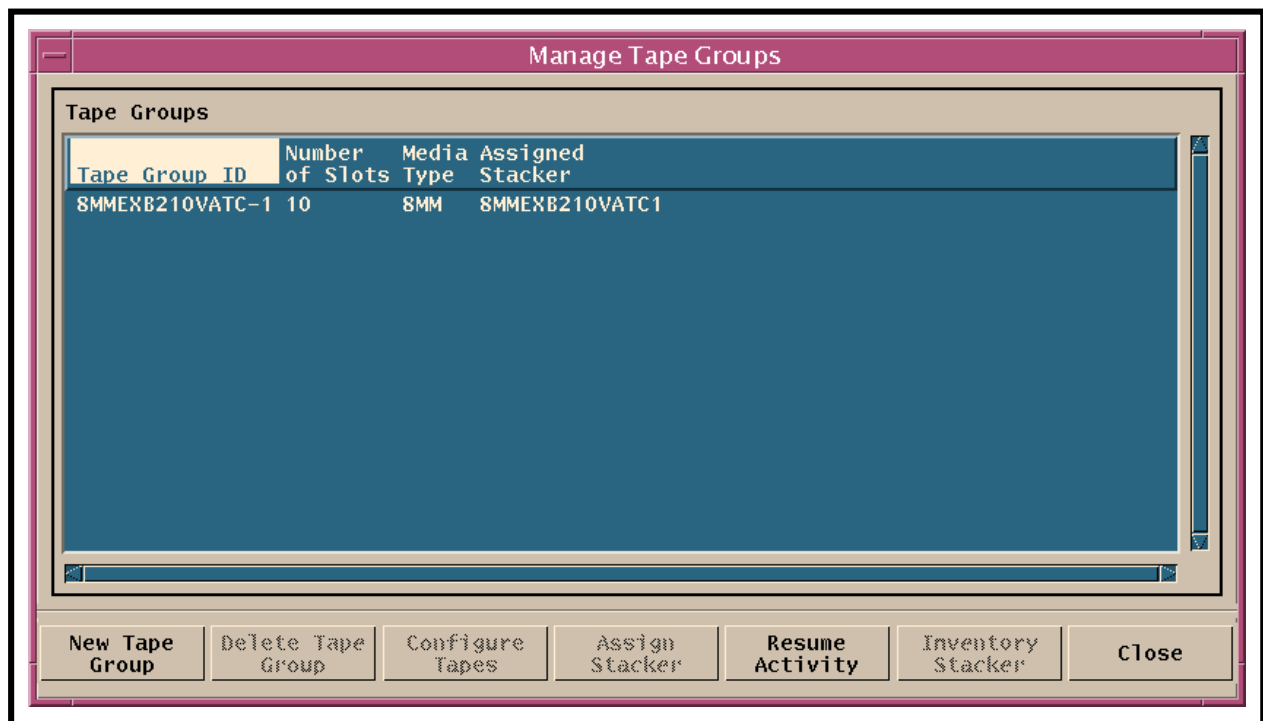 Manage Tape Groups
Tape Groups
Number Media Assigned
Tape Group ID of Slots Type Stacker
8MMEXB210VATC-1 10 8MM 8MMEXB210VATC1
New Tape Delete Tape Configure Assign Resume Inventory Close
Group Group Tapes Stacker Activity Stacker